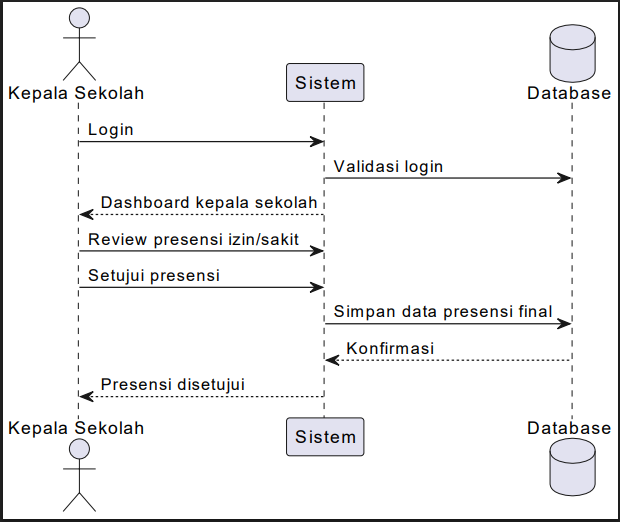 Kepala Sekolah
Sistem
Database
Login
Validasi login
Dashboard kepala sekolah
Review presensi izin/sakit
Setujui presensi
Simpan data presensi final
Konfirmasi
Presensi disetujui
Kepala Sekolah
Sistem
Database